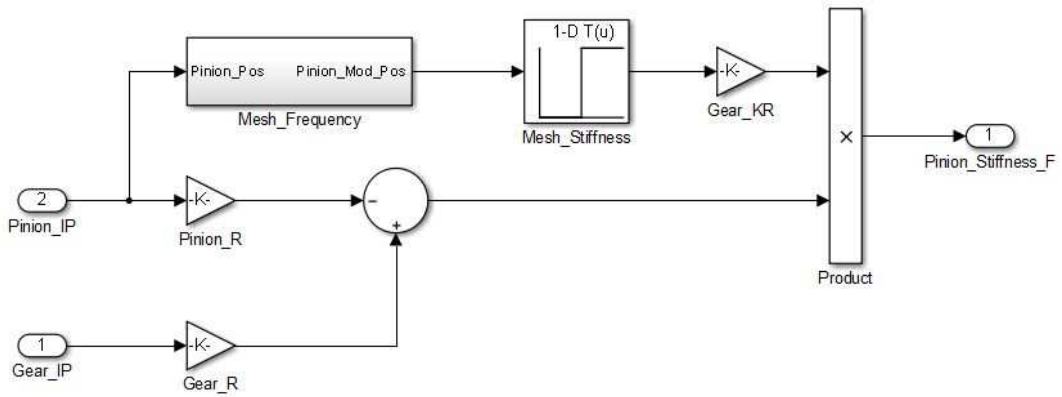 1-D T(u)
Pinion_Pos Pinion_Mod_Pos
-K-
Mesh_Frequency
Mesh_Stiffness
Gear_KR
×
1
Pinion_Stiffness_F
2
-K-
−
+
Pinion_IP
Pinion_R
Product
1
-K-
Gear_IP
Gear_R